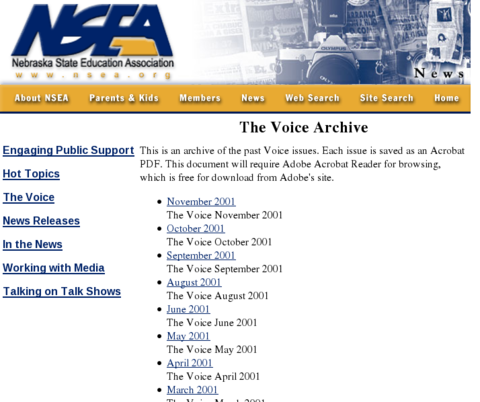 NSEA
Nebraska State Education Association
www.nsea.org
News
About NSEA Parents & Kids Members News Web Search Site Search Home
The Voice Archive
Engaging Public Support
Hot Topics
The Voice
News Releases
In the News
Working with Media
Talking on Talk Shows
This is an archive of the past Voice issues. Each issue is saved as an Acrobat
PDF. This document will require Adobe Acrobat Reader for browsing,
which is free for download from Adobe's site.
November 2001
The Voice November 2001
October 2001
The Voice October 2001
September 2001
The Voice September 2001
August 2001
The Voice August 2001
June 2001
The Voice June 2001
May 2001
The Voice May 2001
April 2001
The Voice April 2001
March 2001
The Voice March 2001